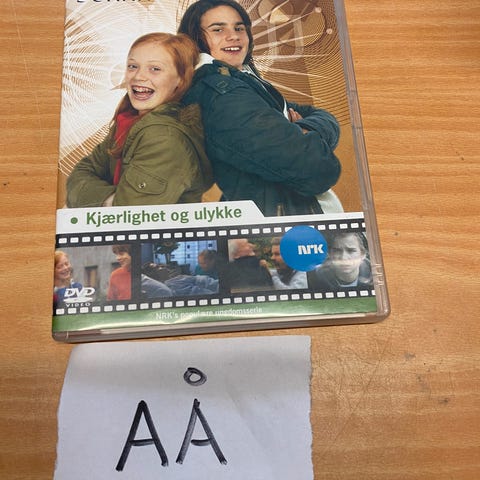 • Kjærlighet og ulykke
NRK
DVD
VIDEO
NRK's populære ungdomsserie
AÅ